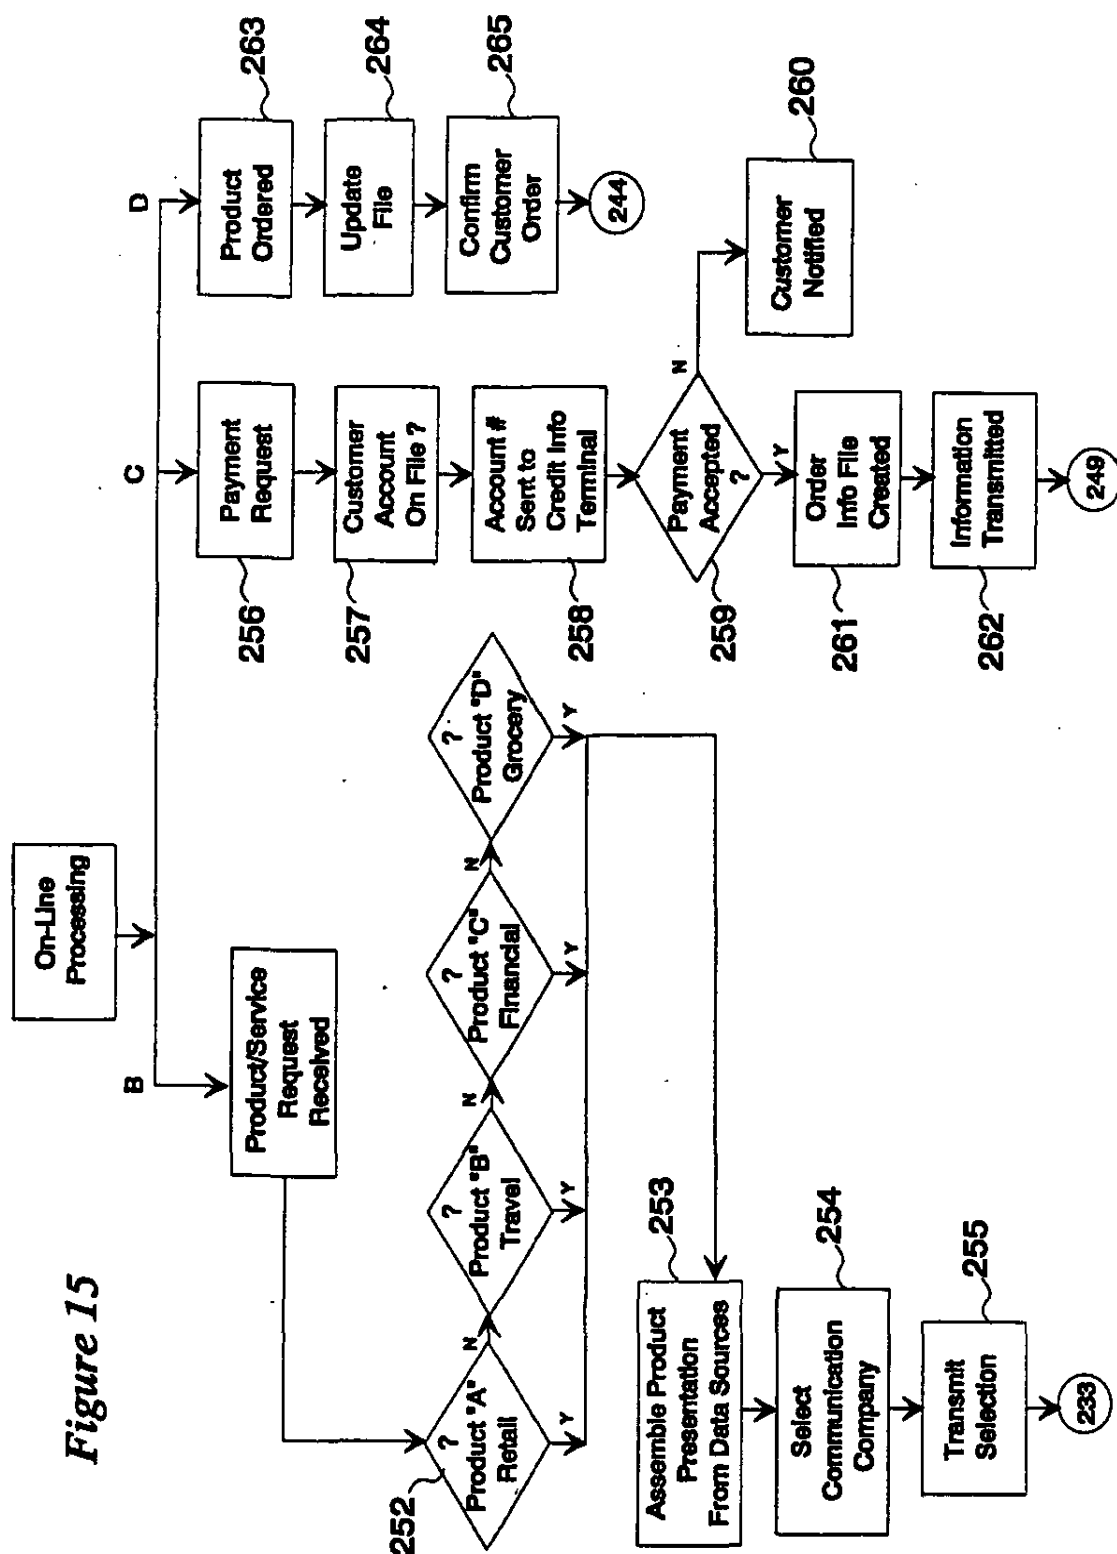 Figure 15
On-Line
Processing
B
C
D
Product/Service
Request
Received
252
?
Product "A"
Retail
N
Y
?
Product "B"
Travel
N
Y
?
Product "C"
Financial
N
Y
?
Product "D"
Grocery
Y
253
Assemble Product
Presentation
From Data Sources
254
Select
Communication
Company
255
Transmit
Selection
233
256
Payment
Request
257
Customer
Account
On File ?
258
Account #
Sent to
Credit Info
Terminal
259
Payment
Accepted
?
N
Y
260
Customer
Notified
261
Order
Info File
Created
262
Information
Transmitted
249
263
Product
Ordered
264
Update
File
265
Confirm
Customer
Order
244